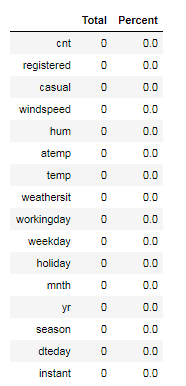 Total Percent
cnt 0 0.0
registered 0 0.0
casual 0 0.0
windspeed 0 0.0
hum 0 0.0
atemp 0 0.0
temp 0 0.0
weathersit 0 0.0
workingday 0 0.0
weekday 0 0.0
holiday 0 0.0
mnth 0 0.0
yr 0 0.0
season 0 0.0
dteday 0 0.0
instant 0 0.0